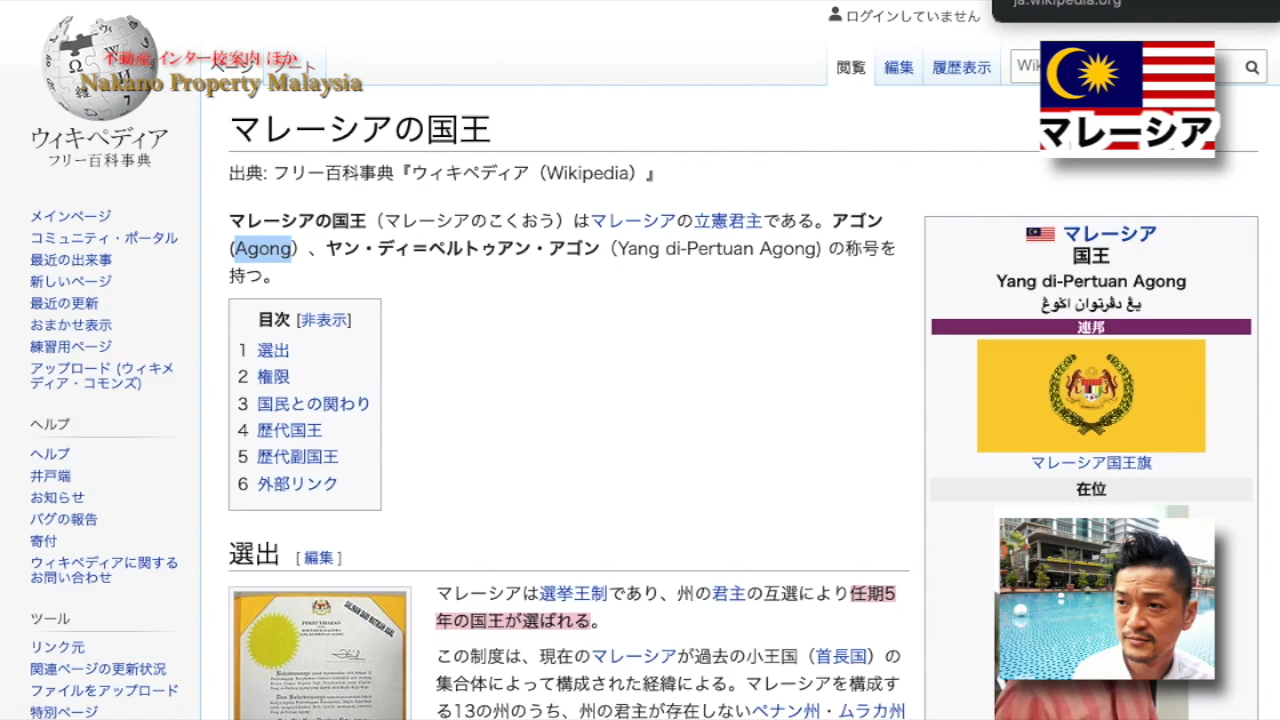 ja.wikipedia.org
ログインしていません
不動産 インター校案内 ほか
Nakano Property Malaysia
ページ
ノート
閲覧
編集
履歴表示
Wik
マレーシア
ウィキペディア
フリー百科事典
マレーシアの国王
出典: フリー百科事典『ウィキペディア（Wikipedia）』
メインページ
コミュニティ・ポータル
最近の出来事
新しいページ
最近の更新
おまかせ表示
練習用ページ
アップロード (ウィキメ
ディア・コモンズ)
ヘルプ
ヘルプ
井戸端
お知らせ
バグの報告
寄付
ウィキペディアに関する
お問い合わせ
ツール
リンク元
関連ページの更新状況
ファイルをアップロード
特別ページ
マレーシアの国王（マレーシアのこくおう）はマレーシアの立憲君主である。アゴン
(Agong）、ヤン・ディ＝ペルトゥアン・アゴン（Yang di-Pertuan Agong) の称号を
持つ。
目次 [非表示]
1 選出
2 権限
3 国民との関わり
4 歴代国王
5 歴代副国王
6 外部リンク
選出 [編集]
マレーシアは選挙王制であり、州の君主の互選により任期5
年の国王が選ばれる。
この制度は、現在のマレーシアが過去の小王国（首長国）の
集合体によって構成された経緯による。マレーシアを構成す
る13の州のうち、州の君主が存在しないペナン州・ムラカ州
マレーシア
国王
Yang di-Pertuan Agong
يڠ دڤرتوان اݢوڠ
連邦
マレーシア国王旗
在位